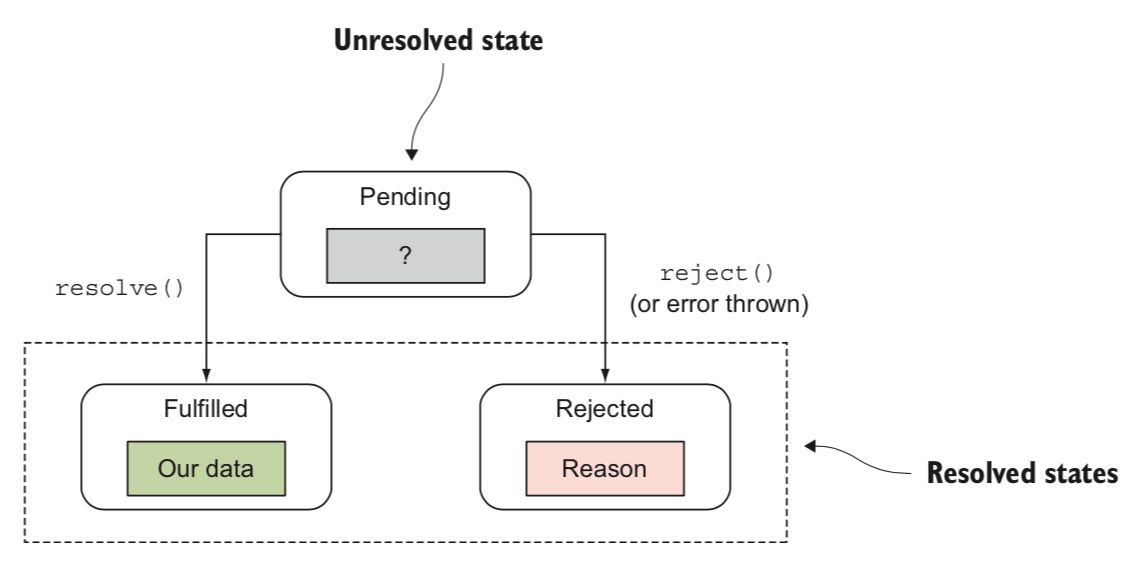 Unresolved state
Pending
?
resolve()
reject()
(or error thrown)
Fulfilled
Our data
Rejected
Reason
Resolved states